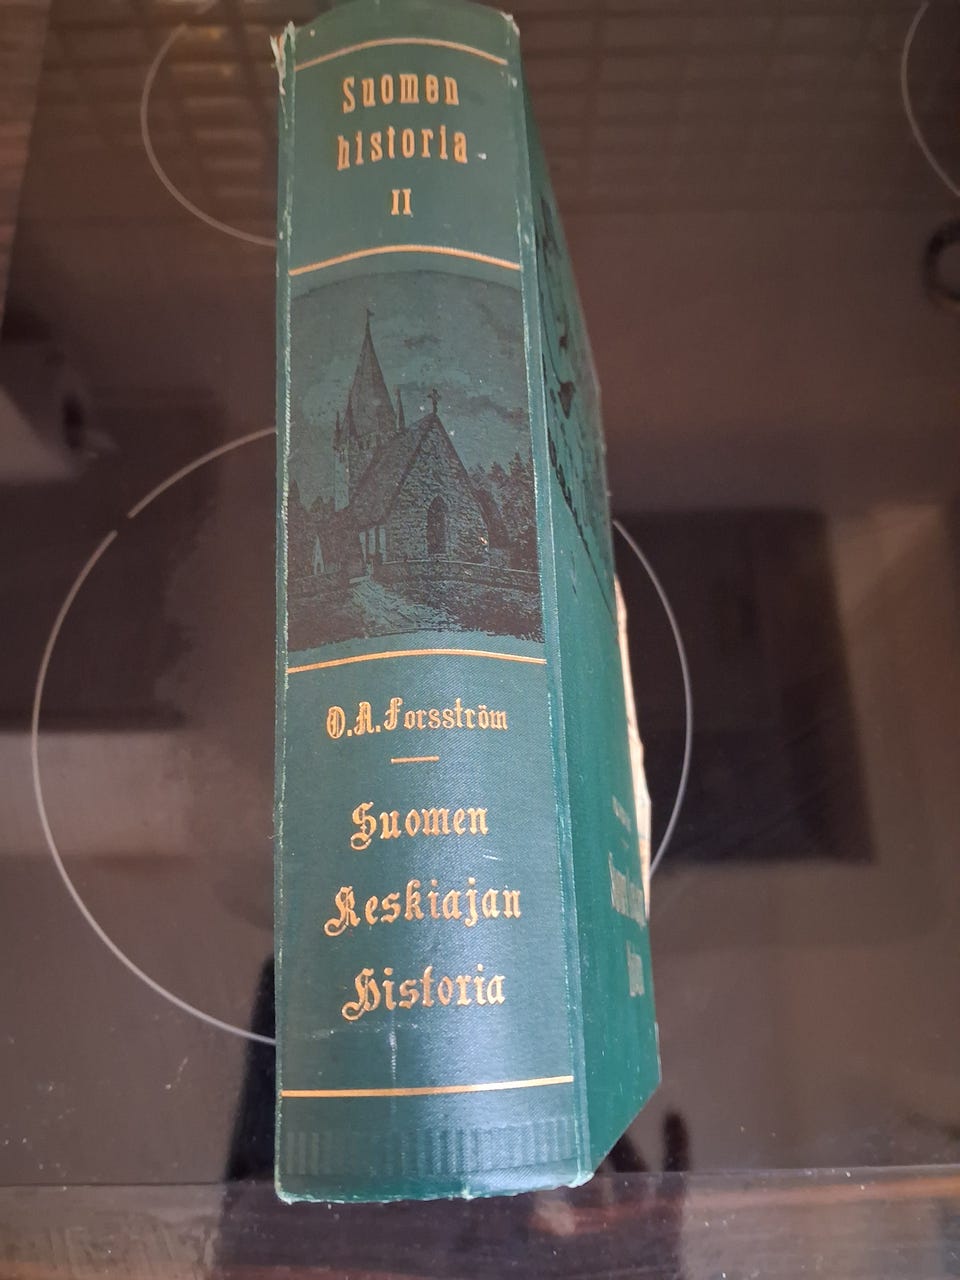 Suomen
historia
II
O.A.Forsström
Suomen
Keskiajan
Historia